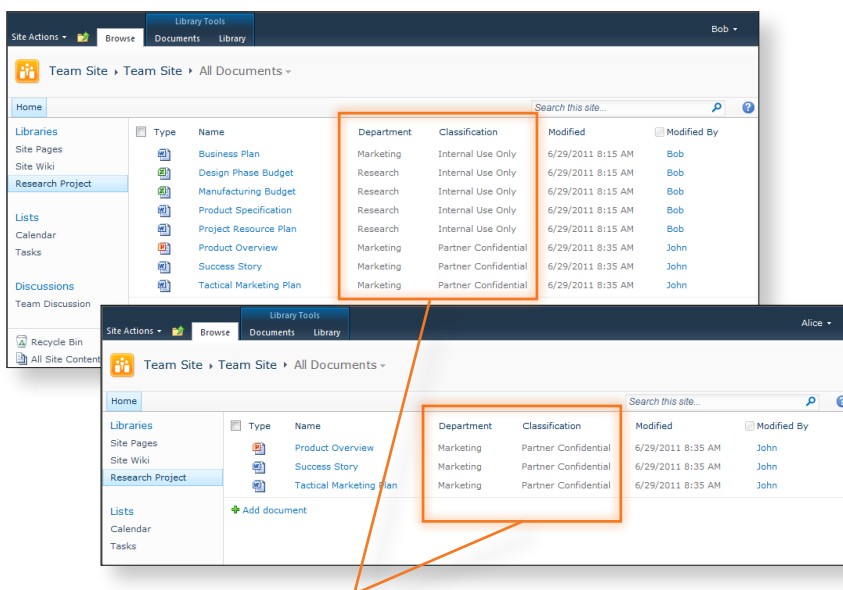 Library Tools
Site Actions Browse Documents Library Bob
Team Site Team Site All Documents
Home Search this site...
Libraries Type Name Department Classification Modified Modified By
Site Pages Business Plan Marketing Internal Use Only 6/29/2011 8:15 AM Bob
Site Wiki Design Phase Budget Research Internal Use Only 6/29/2011 8:15 AM Bob
Research Project Manufacturing Budget Research Internal Use Only 6/29/2011 8:15 AM Bob
Product Specification Research Internal Use Only 6/29/2011 8:15 AM Bob
Lists Project Resource Plan Research Internal Use Only 6/29/2011 8:15 AM Bob
Calendar Product Overview Marketing Partner Confidential 6/29/2011 8:35 AM John
Tasks Success Story Marketing Partner Confidential 6/29/2011 8:35 AM John
Discussions Tactical Marketing Plan Marketing Partner Confidential 6/29/2011 8:35 AM John
Team Discussion
Recycle Bin
All Site Content
Library Tools
Site Actions Browse Documents Library Alice
Team Site Team Site All Documents
Home Search this site...
Libraries Type Name Department Classification Modified Modified By
Site Pages Product Overview Marketing Partner Confidential 6/29/2011 8:35 AM John
Site Wiki Success Story Marketing Partner Confidential 6/29/2011 8:35 AM John
Research Project Tactical Marketing Plan Marketing Partner Confidential 6/29/2011 8:35 AM John
Lists Add document
Calendar
Tasks